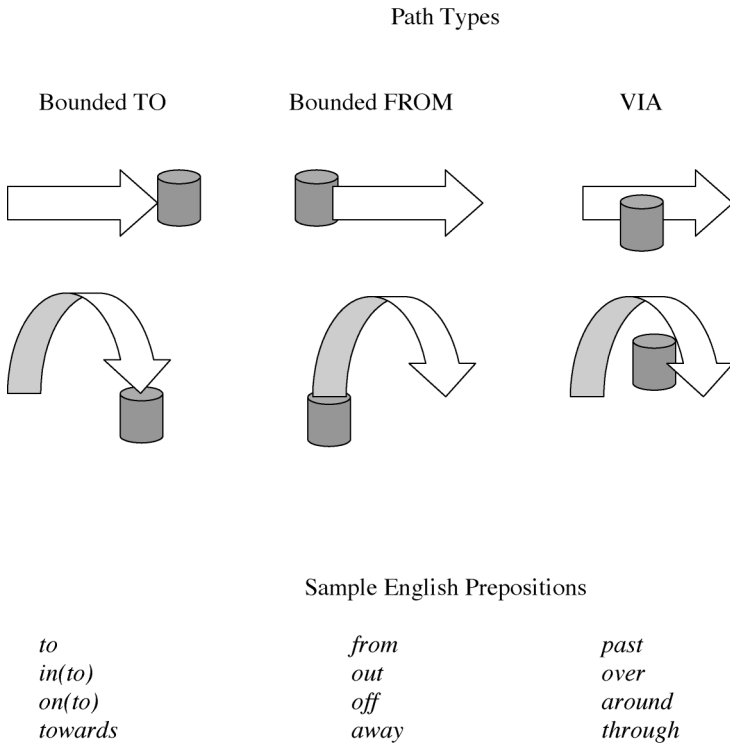 Path Types
Bounded TO Bounded FROM VIA
Sample English Prepositions
to from past
in(to) out over
on(to) off around
towards away through